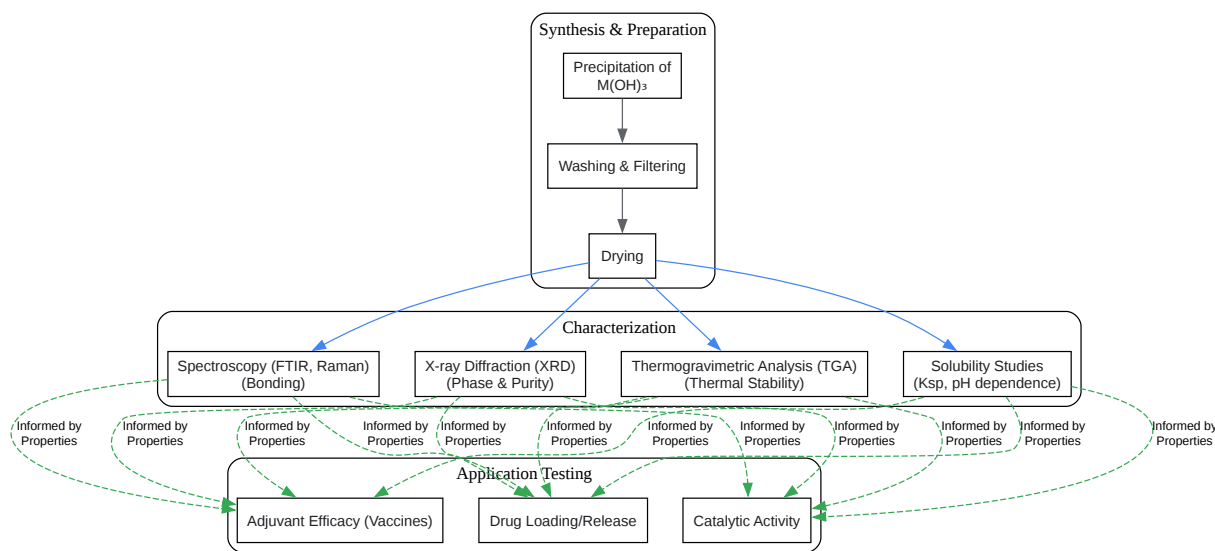 Synthesis & Preparation
Precipitation of
M(OH)₃
Washing & Filtering
Drying
Characterization
Spectroscopy (FTIR, Raman)
(Bonding)
X-ray Diffraction (XRD)
(Phase & Purity)
Thermogravimetric Analysis (TGA)
(Thermal Stability)
Solubility Studies
(Ksp, pH dependence)
Informed by
Properties
Informed by
Properties
Informed by
Properties
Informed by
Properties
Informed by
Properties
Informed by
Properties
Informed by
Properties
Informed by
Properties
Informed by
Properties
Informed by
Properties
Informed by
Properties
Informed by
Properties
Application Testing
Adjuvant Efficacy (Vaccines)
Drug Loading/Release
Catalytic Activity